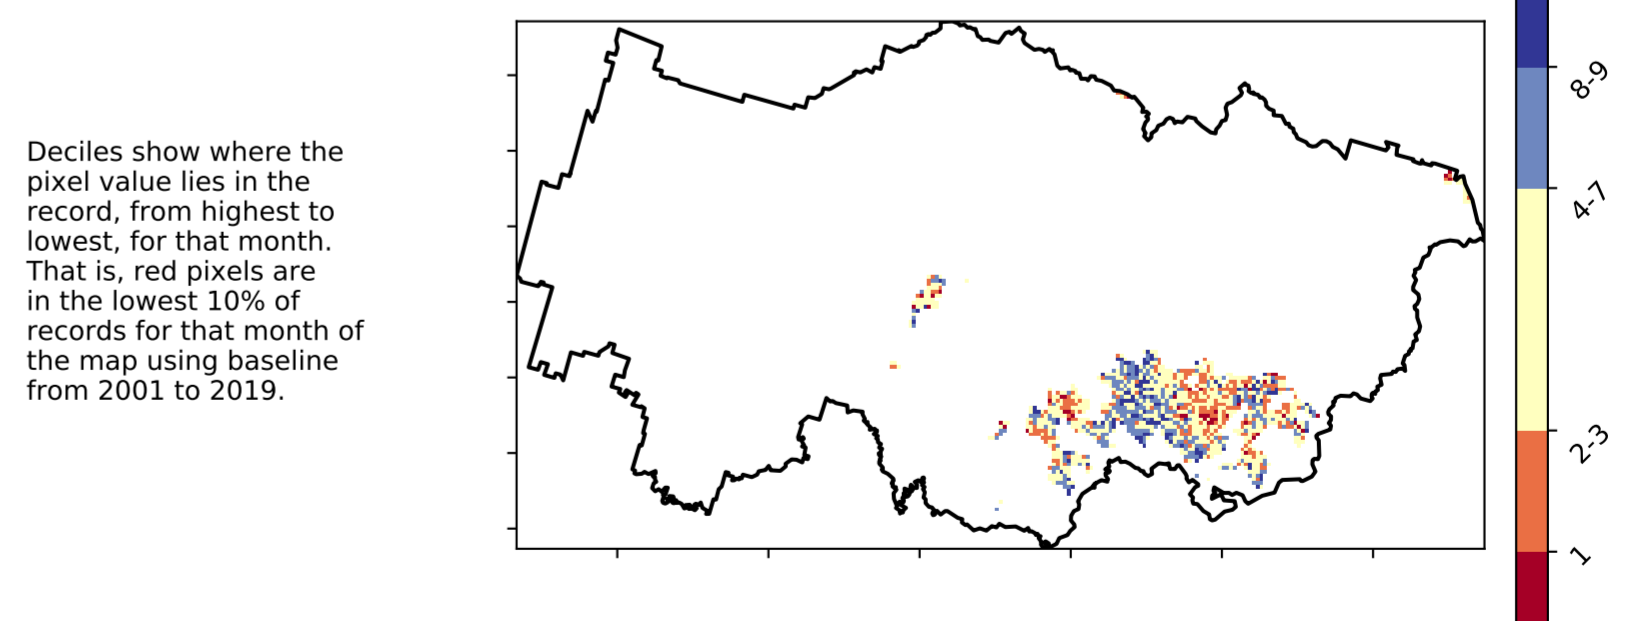 Deciles show where the
pixel value lies in the
record, from highest to
lowest, for that month.
That is, red pixels are
in the lowest 10% of
records for that month of
the map using baseline
from 2001 to 2019.
8-9
4-7
2-3
1